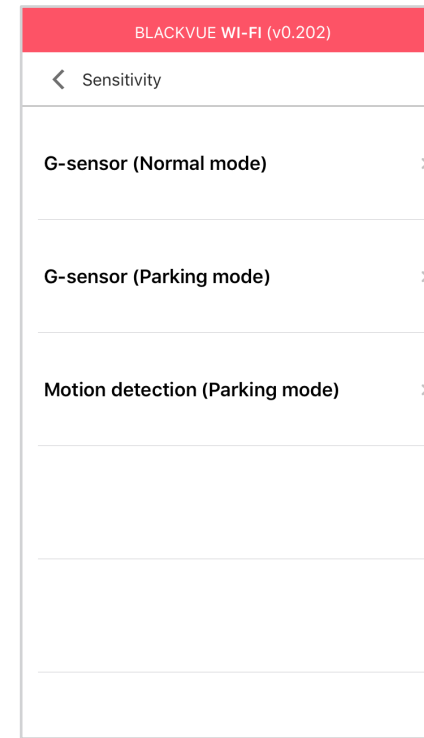 BLACKVUE WI-FI (v0.202)
Sensitivity
G-sensor (Normal mode)
G-sensor (Parking mode)
Motion detection (Parking mode)